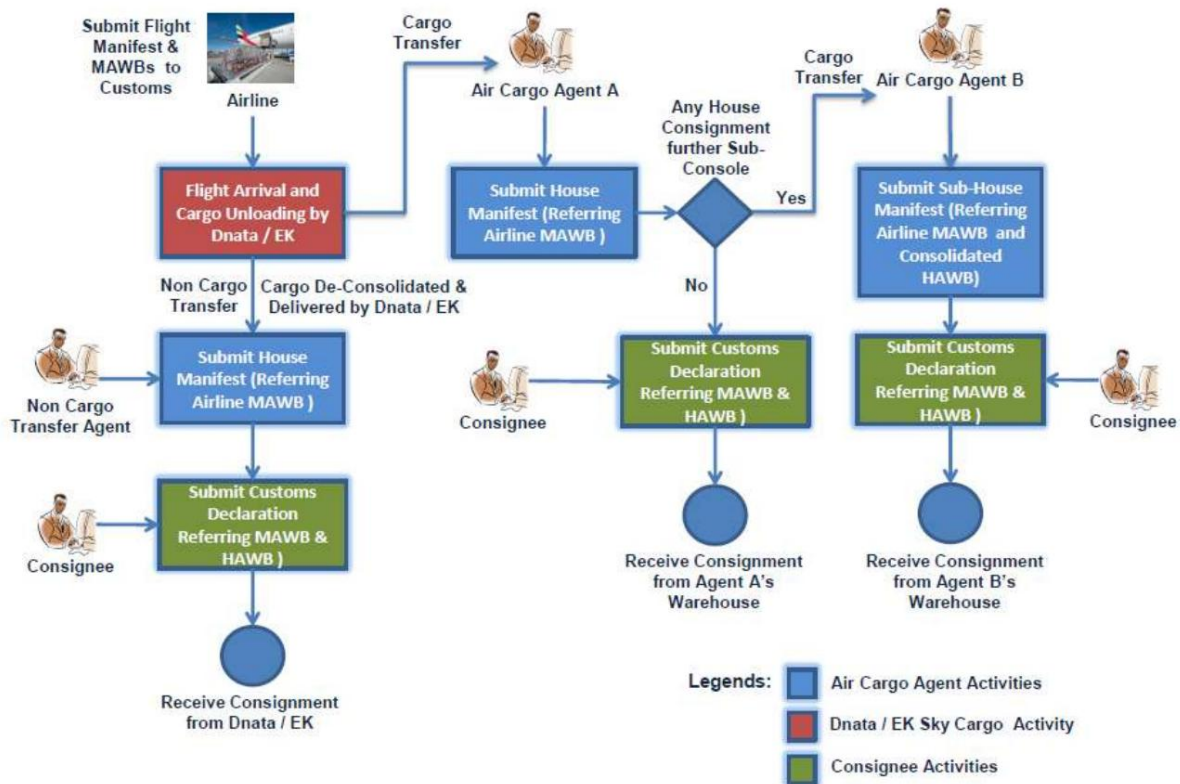 Submit Flight
Manifest &
MAWBs to
Customs
Airline
Cargo
Transfer
Air Cargo Agent A
Cargo
Transfer
Air Cargo Agent B
Flight Arrival and
Cargo Unloading by
Dnata / EK
Submit House
Manifest (Referring
Airline MAWB )
Any House
Consignment
further Sub-
Console
Yes
No
Submit Sub-House
Manifest (Referring
Airline MAWB and
Consolidated
HAWB)
Non Cargo
Transfer
Cargo De-Consolidated &
Delivered by Dnata / EK
Non Cargo
Transfer Agent
Submit House
Manifest (Referring
Airline MAWB )
Consignee
Submit Customs
Declaration
Referring MAWB &
HAWB )
Submit Customs
Declaration
Referring MAWB &
HAWB )
Consignee
Consignee
Submit Customs
Declaration
Referring MAWB &
HAWB )
Receive Consignment
from Agent A's
Warehouse
Receive Consignment
from Agent B's
Warehouse
Receive Consignment
from Dnata / EK
Legends:
Air Cargo Agent Activities
Dnata / EK Sky Cargo Activity
Consignee Activities